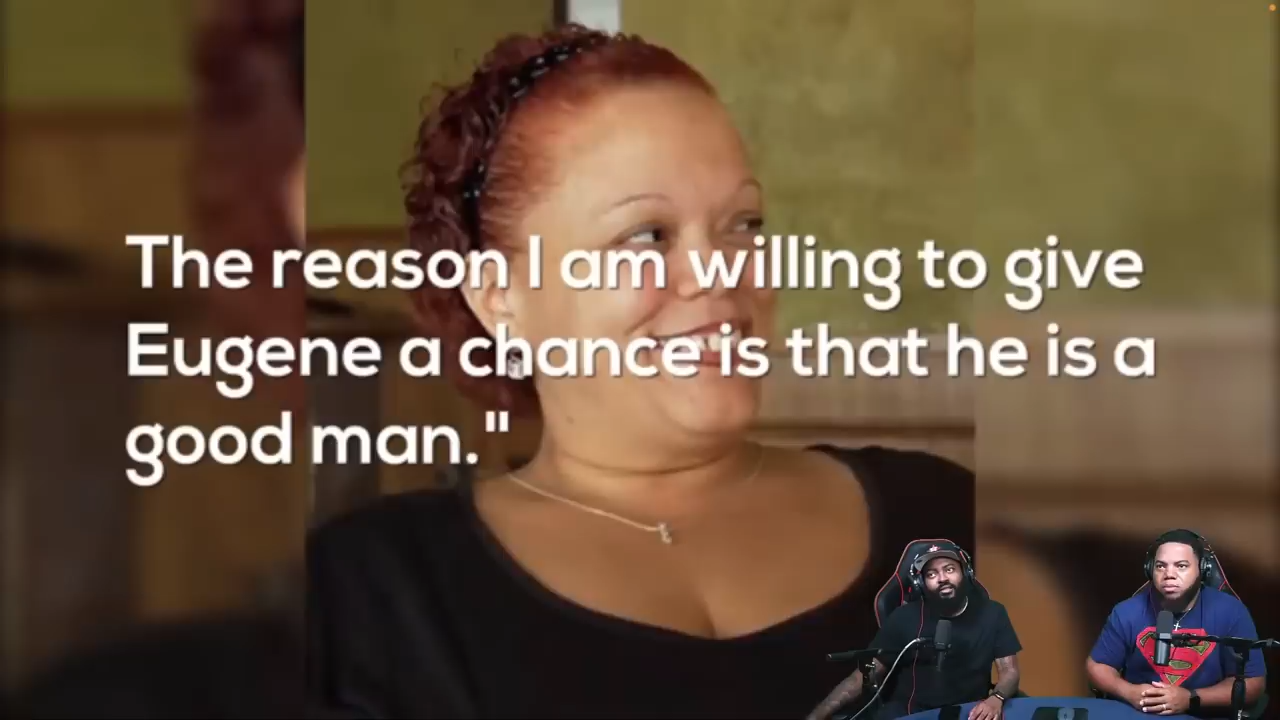 The reason I am willing to give
Eugene a chance is that he is a
good man."